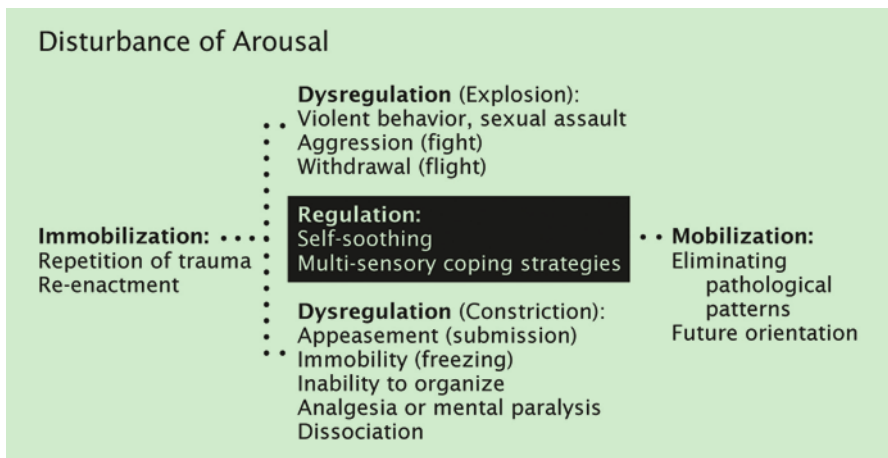 Disturbance of Arousal
Dysregulation (Explosion):
Violent behavior, sexual assault
Aggression (fight)
Withdrawal (flight)
Immobilization:
Repetition of trauma
Re-enactment
Regulation:
Self-soothing
Multi-sensory coping strategies
Mobilization:
Eliminating
pathological
patterns
Future orientation
Dysregulation (Constriction):
Appeasement (submission)
Immobility (freezing)
Inability to organize
Analgesia or mental paralysis
Dissociation